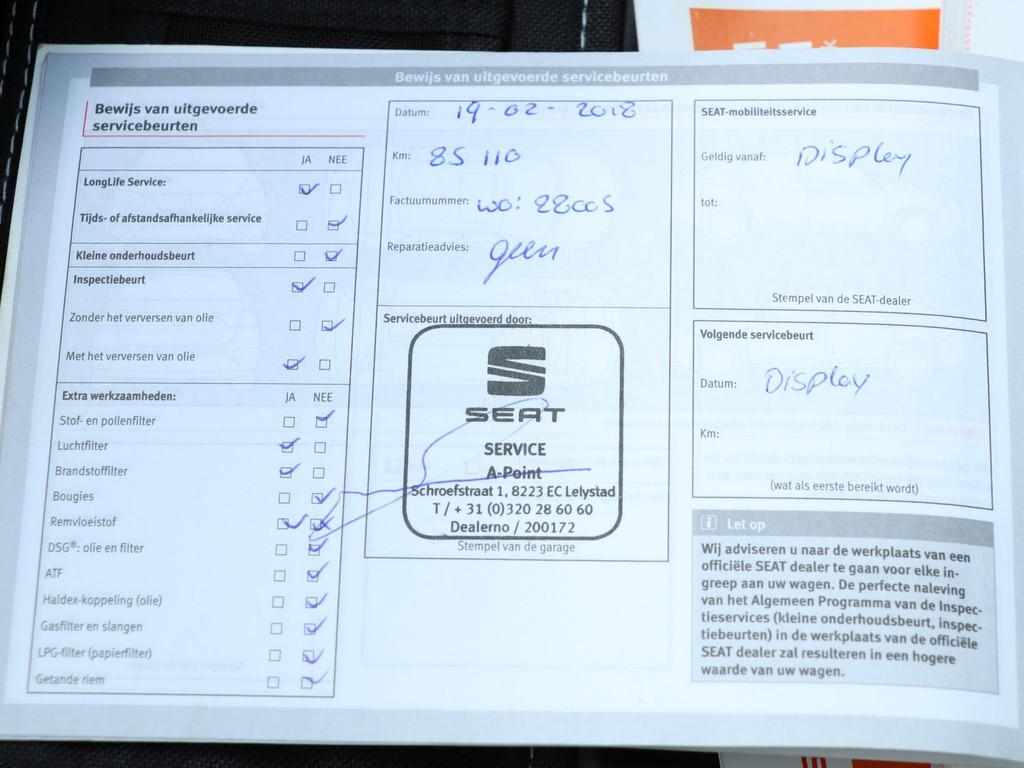 Bewijs van uitgevoerde servicebeurten
Bewijs van uitgevoerde
servicebeurten
JA NEE
LongLife Service:
Tijds- of afstandsafhankelijke service
Kleine onderhoudsbeurt
Inspectiebeurt
Zonder het verversen van olie
Met het verversen van olie
Extra werkzaamheden: JA NEE
Stof- en pollenfilter
Luchtfilter
Brandstoffilter
Bougies
Remvloeistof
DSG®: olie en filter
ATF
Haldex-koppeling (olie)
Gasfilter en slangen
LPG-filter (papierfilter)
Getande riem
Datum: 19-02-2018
Km: 85 110
Factuurnummer: wo: 28005
Reparatieadvies: geen
Servicebeurt uitgevoerd door:
SEAT
SERVICE
A-Point
Schroefstraat 1, 8223 EC Lelystad
T / + 31 (0)320 28 60 60
Dealerno / 200172
Stempel van de garage
SEAT-mobiliteitsservice
Geldig vanaf: Display
tot:
Stempel van de SEAT-dealer
Volgende servicebeurt
Datum: Display
Km:
(wat als eerste bereikt wordt)
i Let op
Wij adviseren u naar de werkplaats van een
officiële SEAT dealer te gaan voor elke in-
greep aan uw wagen. De perfecte naleving
van het Algemeen Programma van de Inspec-
tieservices (kleine onderhoudsbeurt, inspec-
tiebeurten) in de werkplaats van de officiële
SEAT dealer zal resulteren in een hogere
waarde van uw wagen.